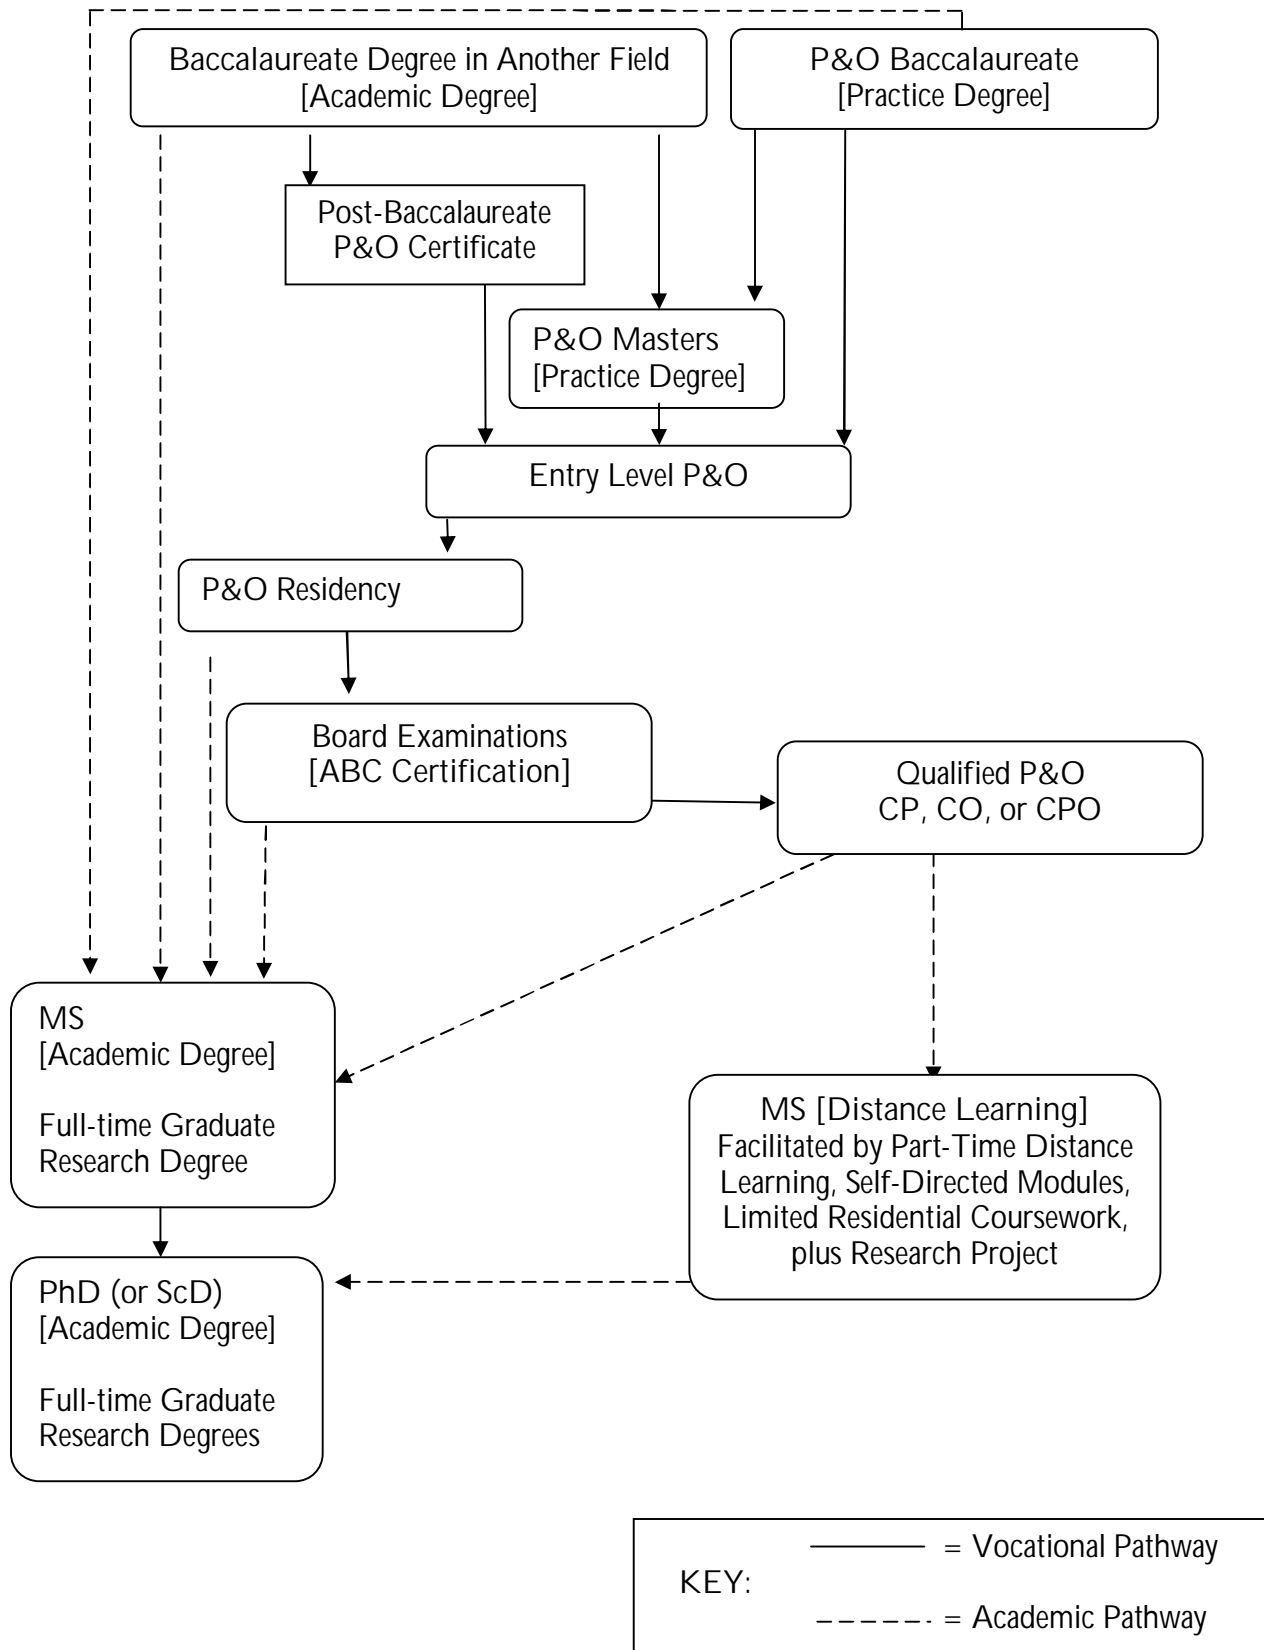 Baccalaureate Degree in Another Field
[Academic Degree]
P&O Baccalaureate
[Practice Degree]
Post-Baccalaureate
P&O Certificate
P&O Masters
[Practice Degree]
Entry Level P&O
P&O Residency
Board Examinations
[ABC Certification]
Qualified P&O
CP, CO, or CPO
MS
[Academic Degree]
Full-time Graduate
Research Degree
MS [Distance Learning]
Facilitated by Part-Time Distance
Learning, Self-Directed Modules,
Limited Residential Coursework,
plus Research Project
PhD (or ScD)
[Academic Degree]
Full-time Graduate
Research Degrees
KEY:
= Vocational Pathway
= Academic Pathway